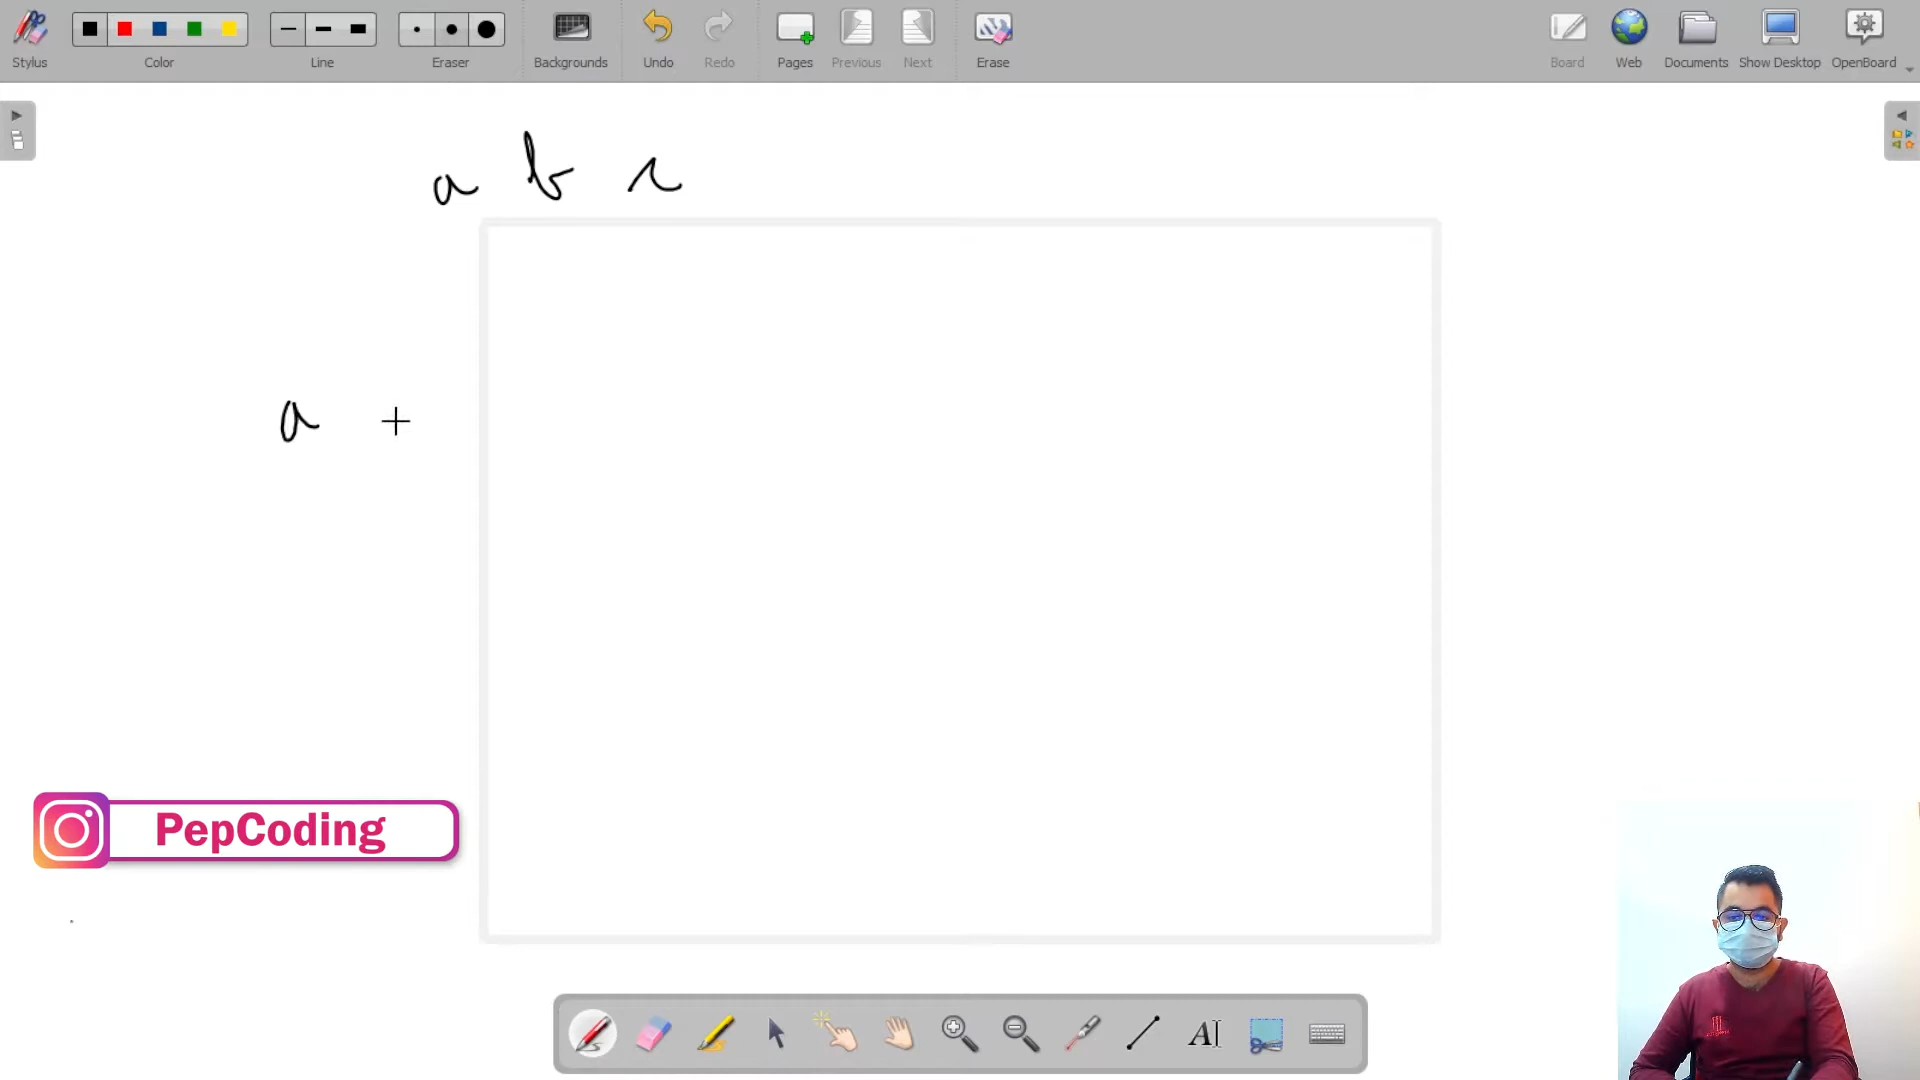 Stylus Color Line Eraser Backgrounds Undo Redo Pages Previous Next Erase Board Web Documents Show Desktop OpenBoard
a b
a
PepCoding
A